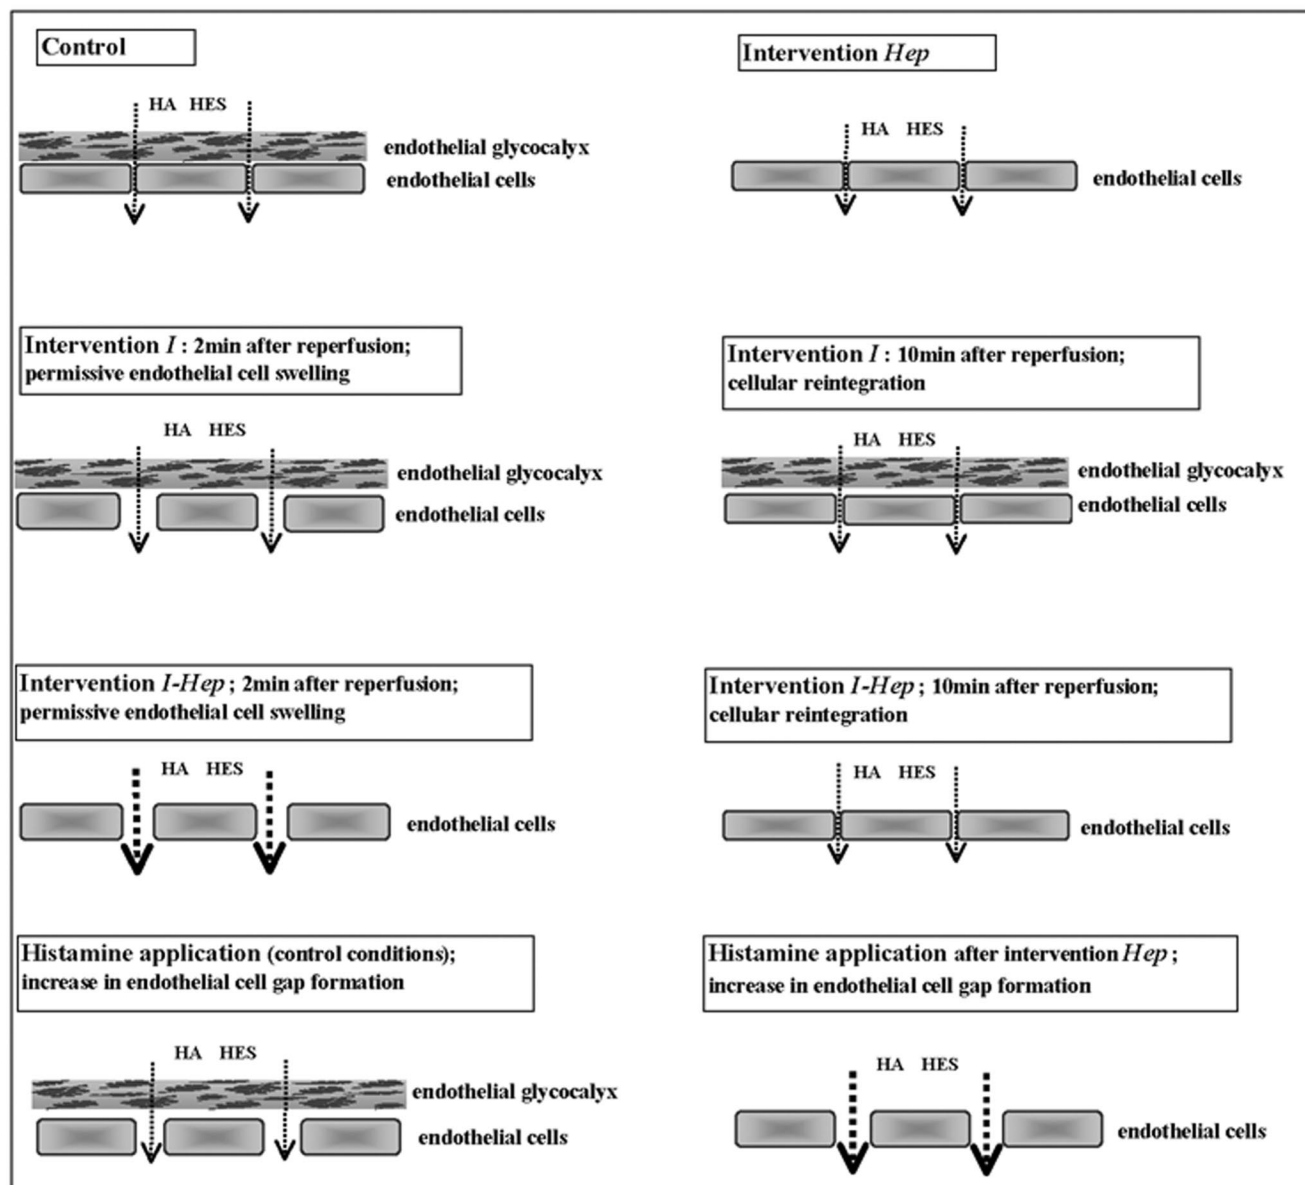 Control
HA HES
endothelial glycocalyx
endothelial cells
Intervention Hep
HA HES
endothelial cells
Intervention I : 2min after reperfusion;
permissive endothelial cell swelling
HA HES
endothelial glycocalyx
endothelial cells
Intervention I : 10min after reperfusion;
cellular reintegration
HA HES
endothelial glycocalyx
endothelial cells
Intervention I-Hep ; 2min after reperfusion;
permissive endothelial cell swelling
HA HES
endothelial cells
Intervention I-Hep ; 10min after reperfusion;
cellular reintegration
HA HES
endothelial cells
Histamine application (control conditions);
increase in endothelial cell gap formation
HA HES
endothelial glycocalyx
endothelial cells
Histamine application after intervention Hep ;
increase in endothelial cell gap formation
HA HES
endothelial cells